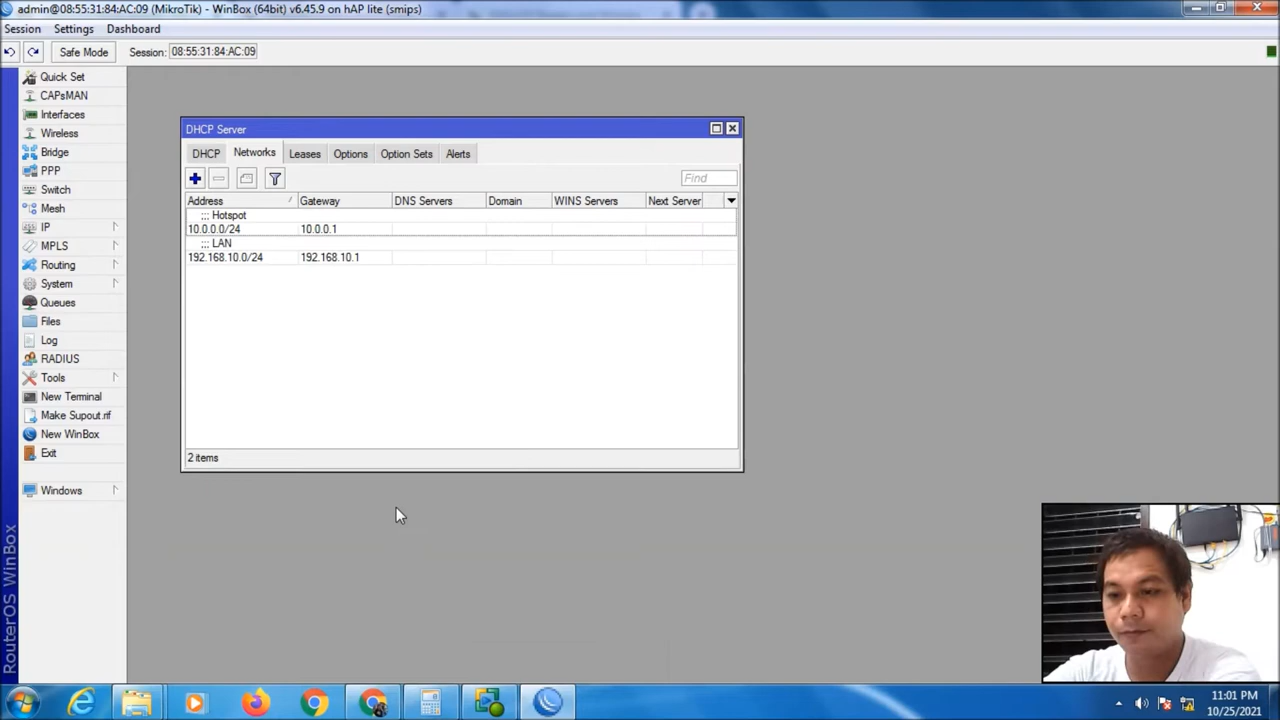 admin@08:55:31:84:AC:09 (MikroTik) - WinBox (64bit) v6.45.9 on hAP lite (smips)
Session Settings Dashboard
Safe Mode Session: 08:55:31:84:AC:09
Quick Set
CAPsMAN
Interfaces
Wireless
Bridge
PPP
Switch
Mesh
IP
MPLS
Routing
System
Queues
Files
Log
RADIUS
Tools
New Terminal
Make Supout.rif
New WinBox
Exit
Windows
RouterOS WinBox
DHCP Server
DHCP Networks Leases Options Option Sets Alerts
Find
Address Gateway DNS Servers Domain WINS Servers Next Server
;;; Hotspot
10.0.0.0/24 10.0.0.1
;;; LAN
192.168.10.0/24 192.168.10.1
2 items
11:01 PM
10/25/2021